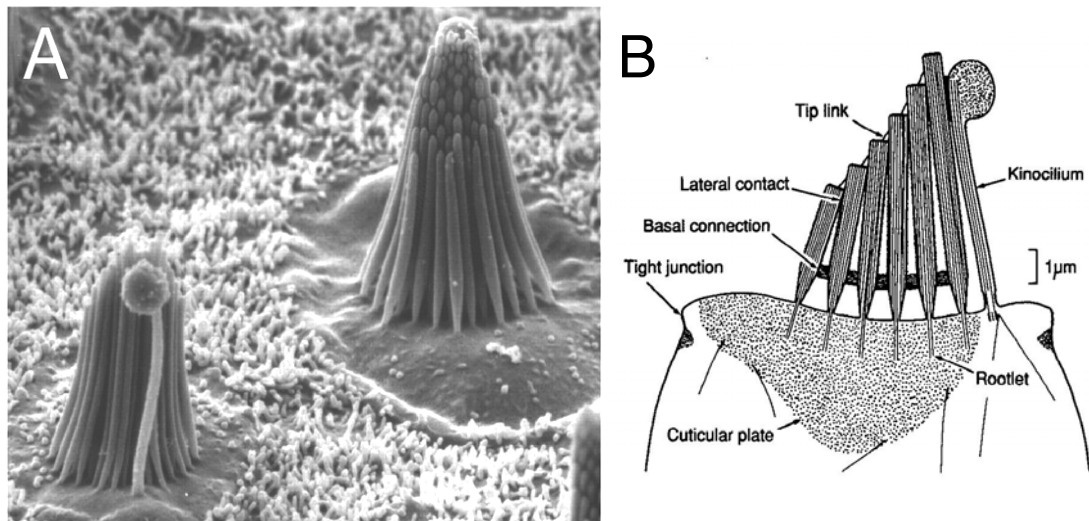 A
B
Tip link
Lateral contact
Kinocilium
Basal connection
Tight junction
1μm
Rootlet
Cuticular plate